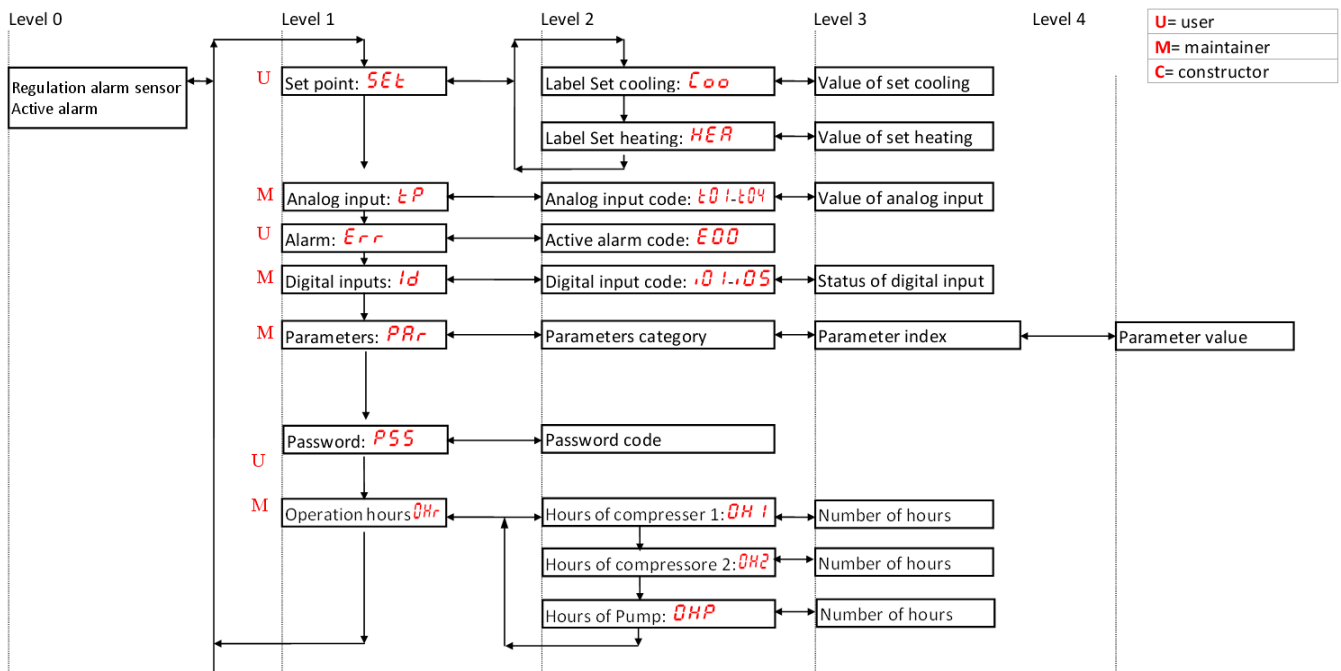 Level 0
Level 1
Level 2
Level 3
Level 4
U= user
M= maintainer
C= constructor
Regulation alarm sensor
Active alarm
U
Set point: SEt
Label Set cooling: Coo
Value of set cooling
Label Set heating: HEA
Value of set heating
M
Analog input: tP
Analog input code: t01-t04
Value of analog input
U
Alarm: Err
Active alarm code: E00
M
Digital inputs: Id
Digital input code: i01-i05
Status of digital input
M
Parameters: PAr
Parameters category
Parameter index
Parameter value
Password: PSS
Password code
U
M
Operation hours OHr
Hours of compresser 1: OH1
Number of hours
Hours of compressore 2: OH2
Number of hours
Hours of Pump: OHP
Number of hours